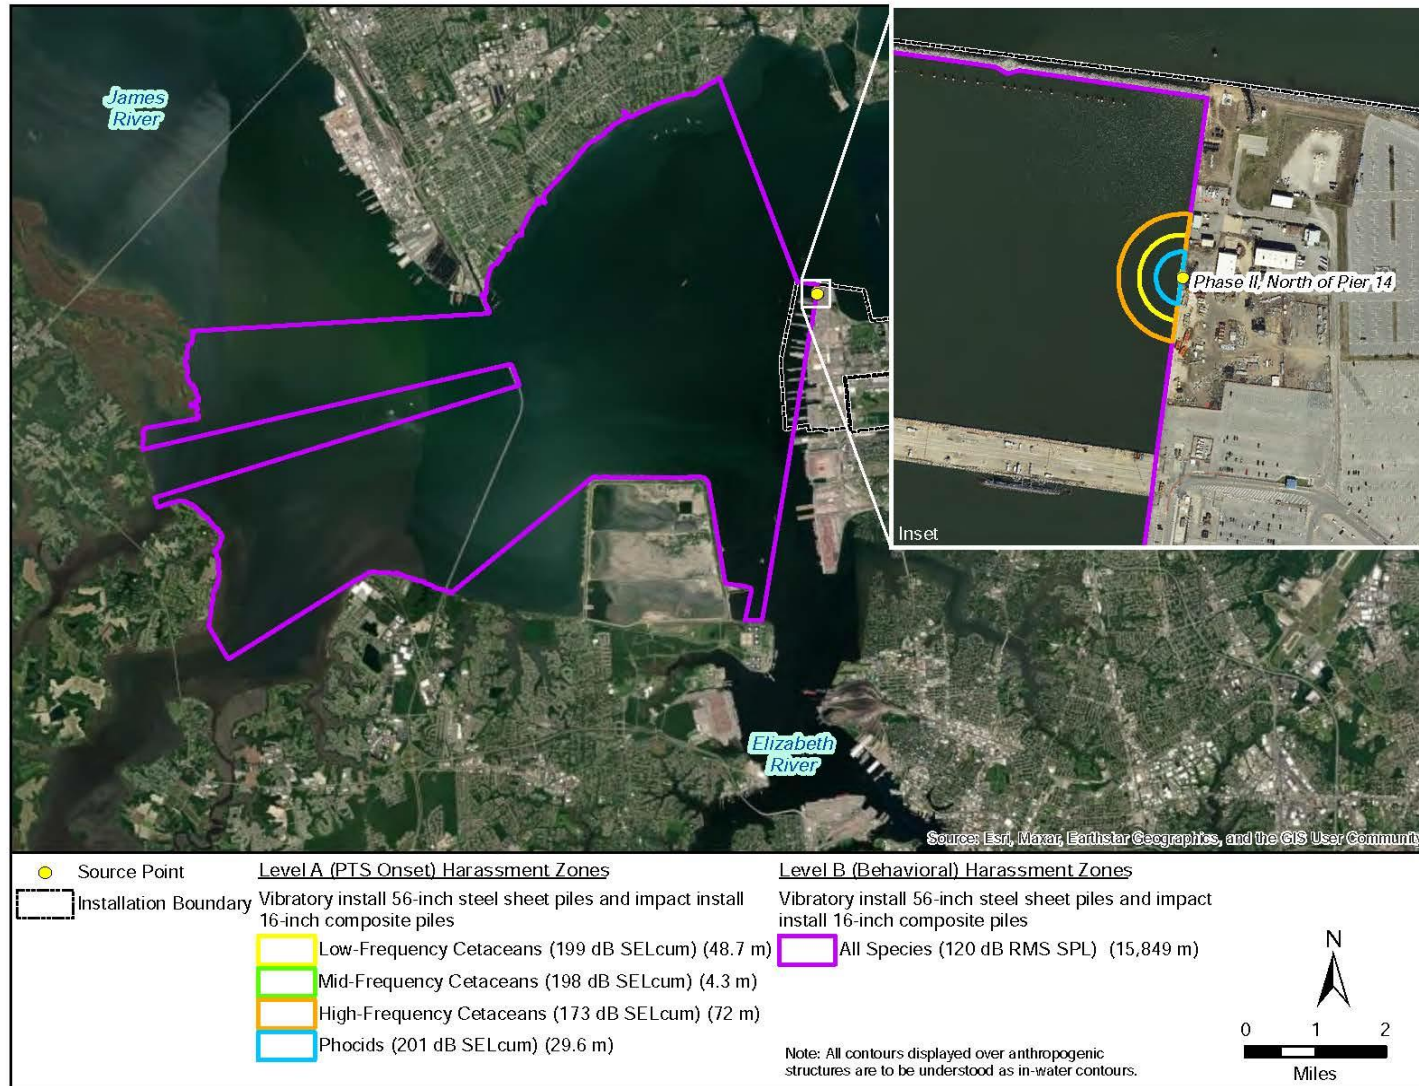 James
River
Phase II, North of Pier 14
Inset
Elizabeth
River
Source: Esri, Maxar, Earthstar Geographics, and the GIS User Community
Source Point
Installation Boundary
Level A (PTS Onset) Harassment Zones
Vibratory install 56-inch steel sheet piles and impact install
16-inch composite piles
Low-Frequency Cetaceans (199 dB SELcum) (48.7 m)
Mid-Frequency Cetaceans (198 dB SELcum) (4.3 m)
High-Frequency Cetaceans (173 dB SELcum) (72 m)
Phocids (201 dB SELcum) (29.6 m)
Level B (Behavioral) Harassment Zones
Vibratory install 56-inch steel sheet piles and impact
install 16-inch composite piles
All Species (120 dB RMS SPL) (15,849 m)
Note: All contours displayed over anthropogenic
structures are to be understood as in-water contours.
N
0 1 2
Miles